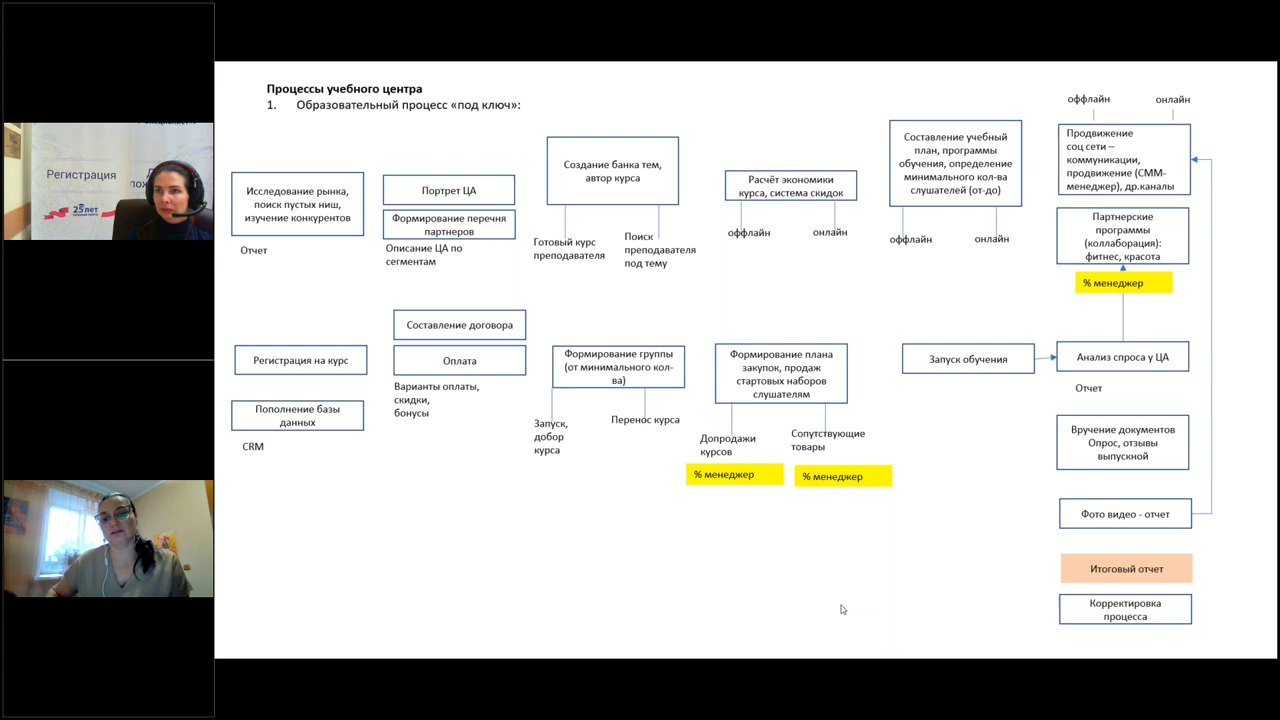 Процессы учебного центра
1. Образовательный процесс «под ключ»:
оффлайн
онлайн
Исследование рынка,
поиск пустых ниш,
изучение конкурентов
Отчет
Портрет ЦА
Формирование перечня
партнеров
Описание ЦА по
сегментам
Создание банка тем,
автор курса
Готовый курс
преподавателя
Поиск
преподавателя
под тему
Расчёт экономики
курса, система скидок
оффлайн
онлайн
Составление учебный
план, программы
обучения, определение
минимального кол-ва
слушателей (от-до)
оффлайн
онлайн
Продвижение
соц сети –
коммуникации,
продвижение (СММ-
менеджер), др.каналы
Партнерские
программы
(коллаборация):
фитнес, красота
% менеджер
Регистрация на курс
Пополнение базы
данных
CRM
Составление договора
Оплата
Варианты оплаты,
скидки,
бонусы
Формирование группы
(от минимального кол-
ва)
Запуск,
добор
курса
Перенос курса
Формирование плана
закупок, продаж
стартовых наборов
слушателям
Допродажи
курсов
Сопутствующие
товары
% менеджер
% менеджер
Запуск обучения
Анализ спроса у ЦА
Отчет
Вручение документов
Опрос, отзывы
выпускной
Фото видео - отчет
Итоговый отчет
Корректировка
процесса
Регистрация
25 лет